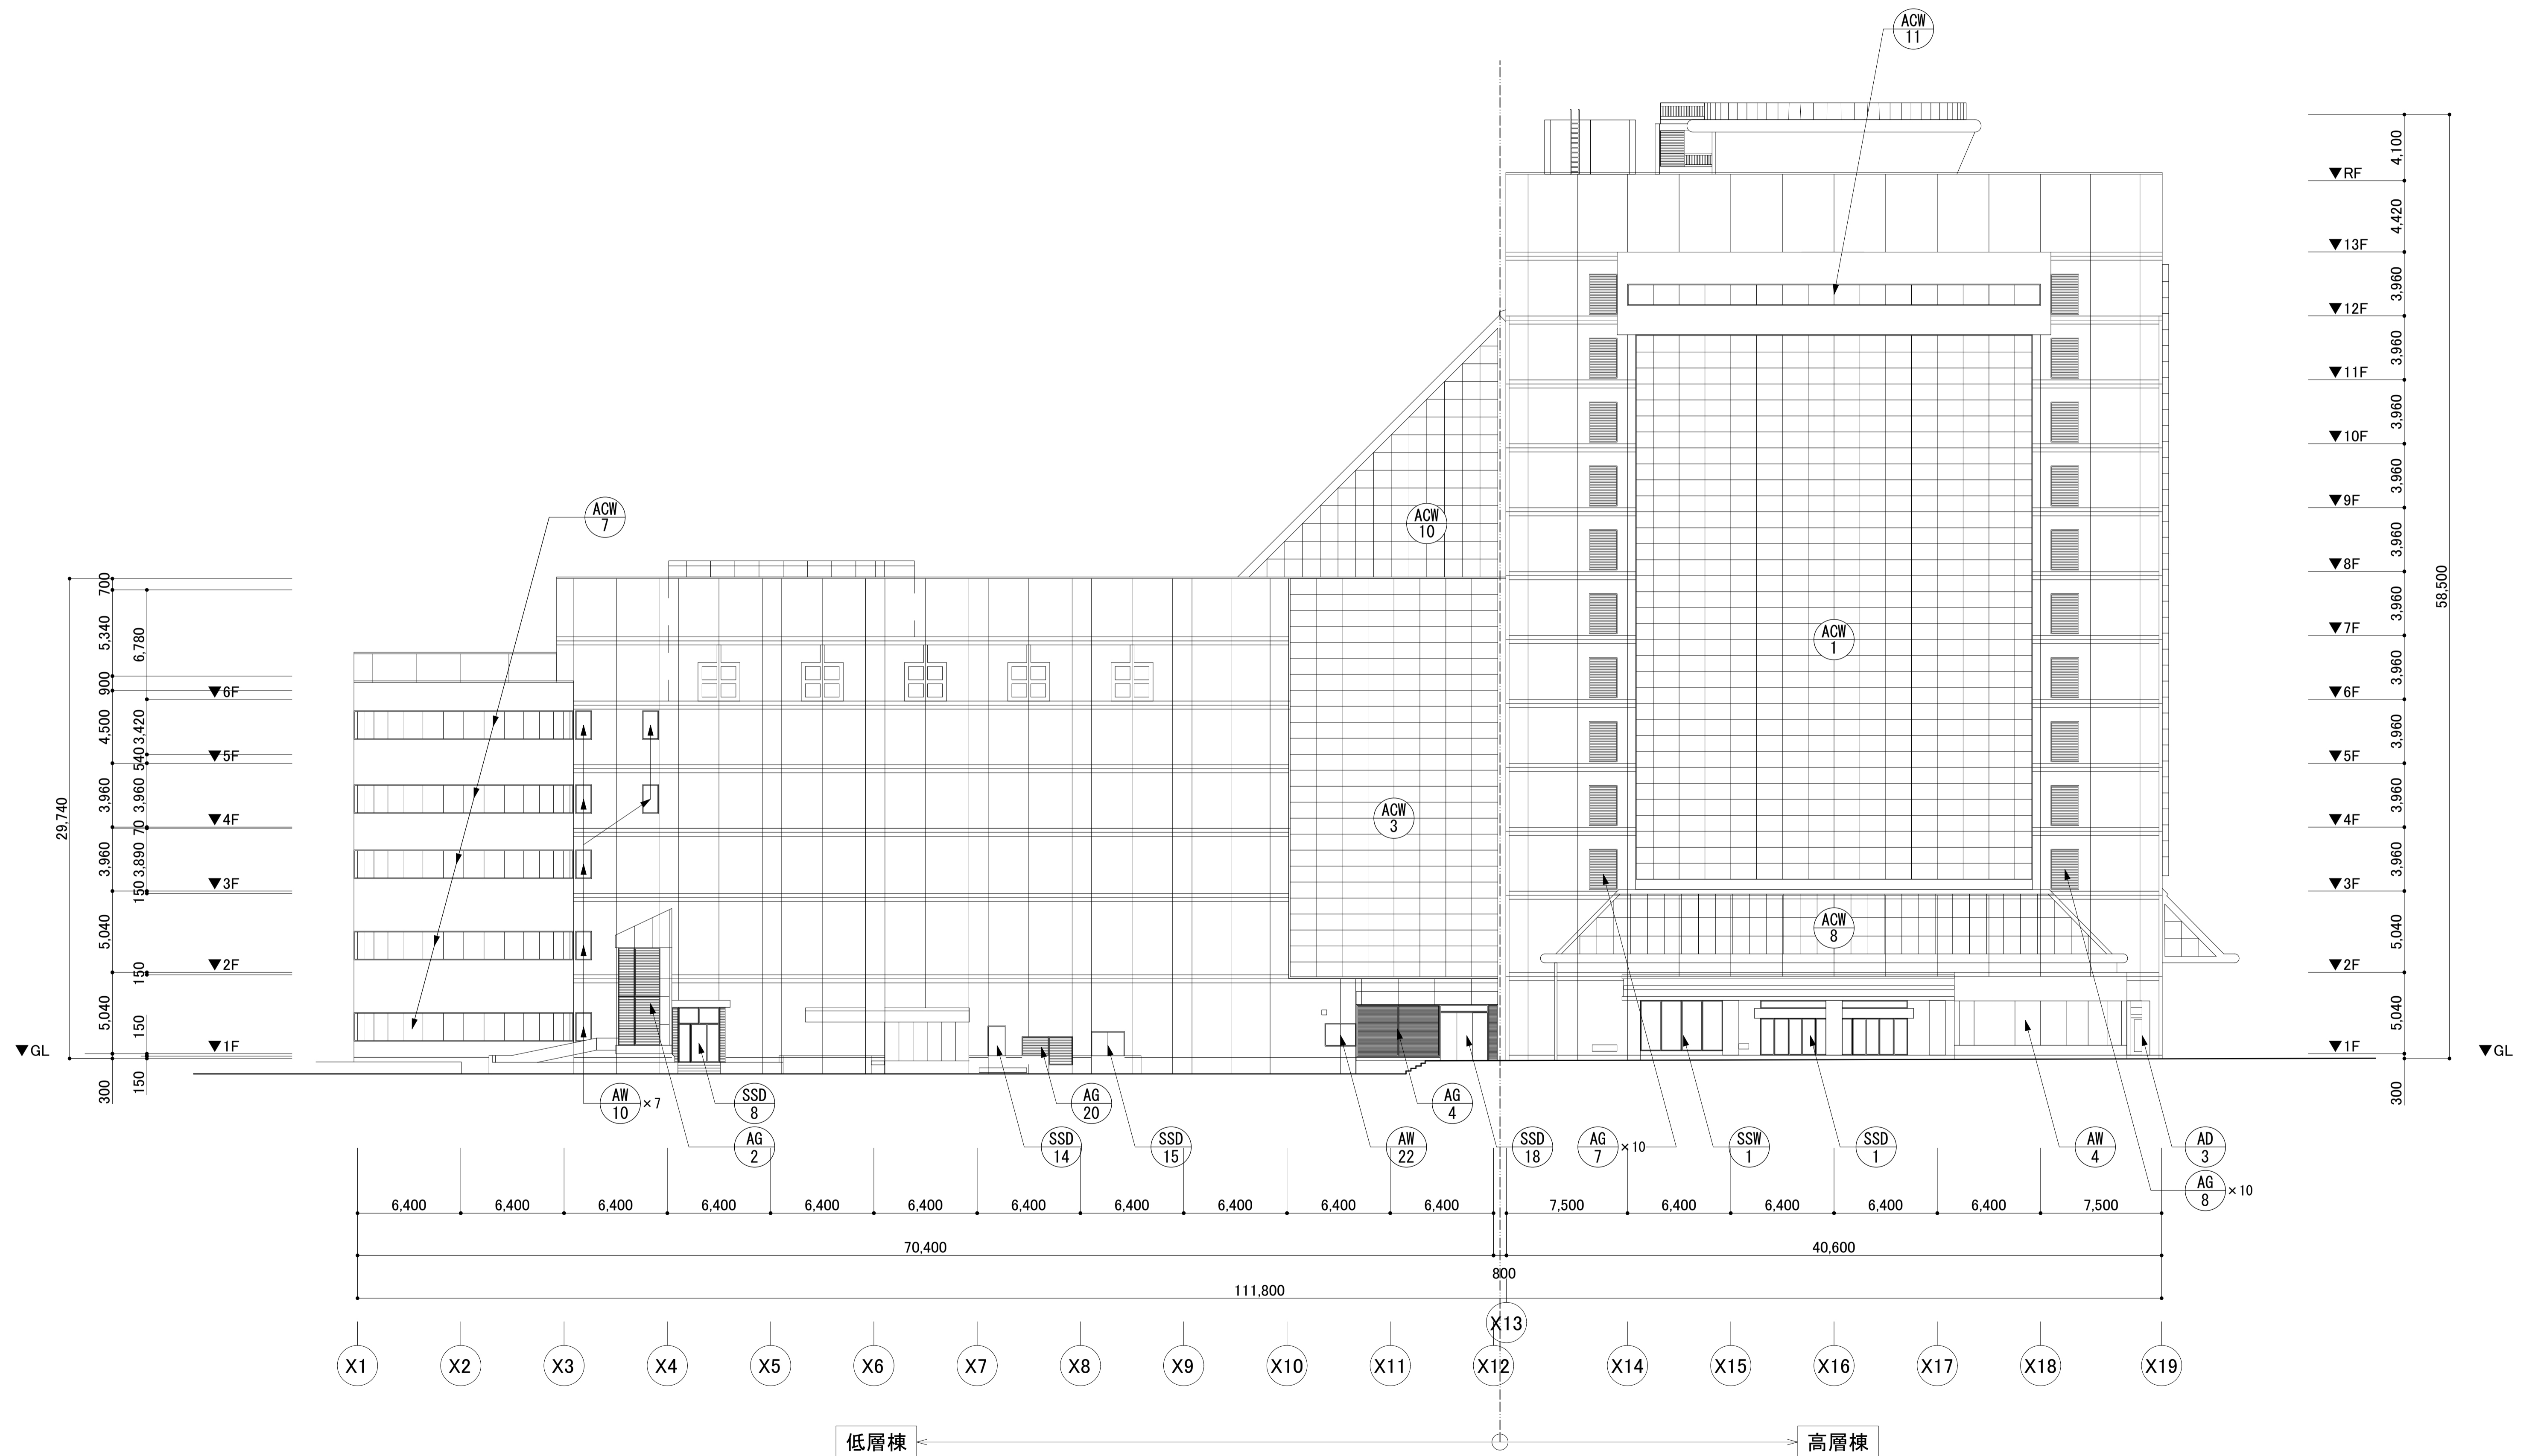 ACW
11
4,100
▼RF
4,420
▼13F
3,960
▼12F
3,960
▼11F
3,960
▼10F
3,960
▼9F
3,960
▼8F
3,960
▼7F
3,960
▼6F
3,960
▼5F
3,960
▼4F
3,960
▼3F
5,040
▼2F
5,040
▼1F
300
58,500
▼GL
ACW
7
ACW
10
ACW
1
ACW
3
ACW
8
700
5,340
900
4,500
3,960
3,960
5,040
5,040
300
29,740
6,780
3,420
540
3,960
70
3,890
150
150
150
150
▼6F
▼5F
▼4F
▼3F
▼2F
▼1F
▼GL
AW
10
×7
SSD
8
AG
20
AG
4
AG
2
SSD
14
SSD
15
AW
22
SSD
18
AG
7
×10
SSW
1
SSD
1
AW
4
AD
3
AG
8
×10
6,400 6,400 6,400 6,400 6,400 6,400 6,400 6,400 6,400 6,400 6,400 7,500 6,400 6,400 6,400 6,400 7,500
70,400 40,600
800
111,800
X13
X1 X2 X3 X4 X5 X6 X7 X8 X9 X10 X11 X12 X14 X15 X16 X17 X18 X19
低層棟 高層棟